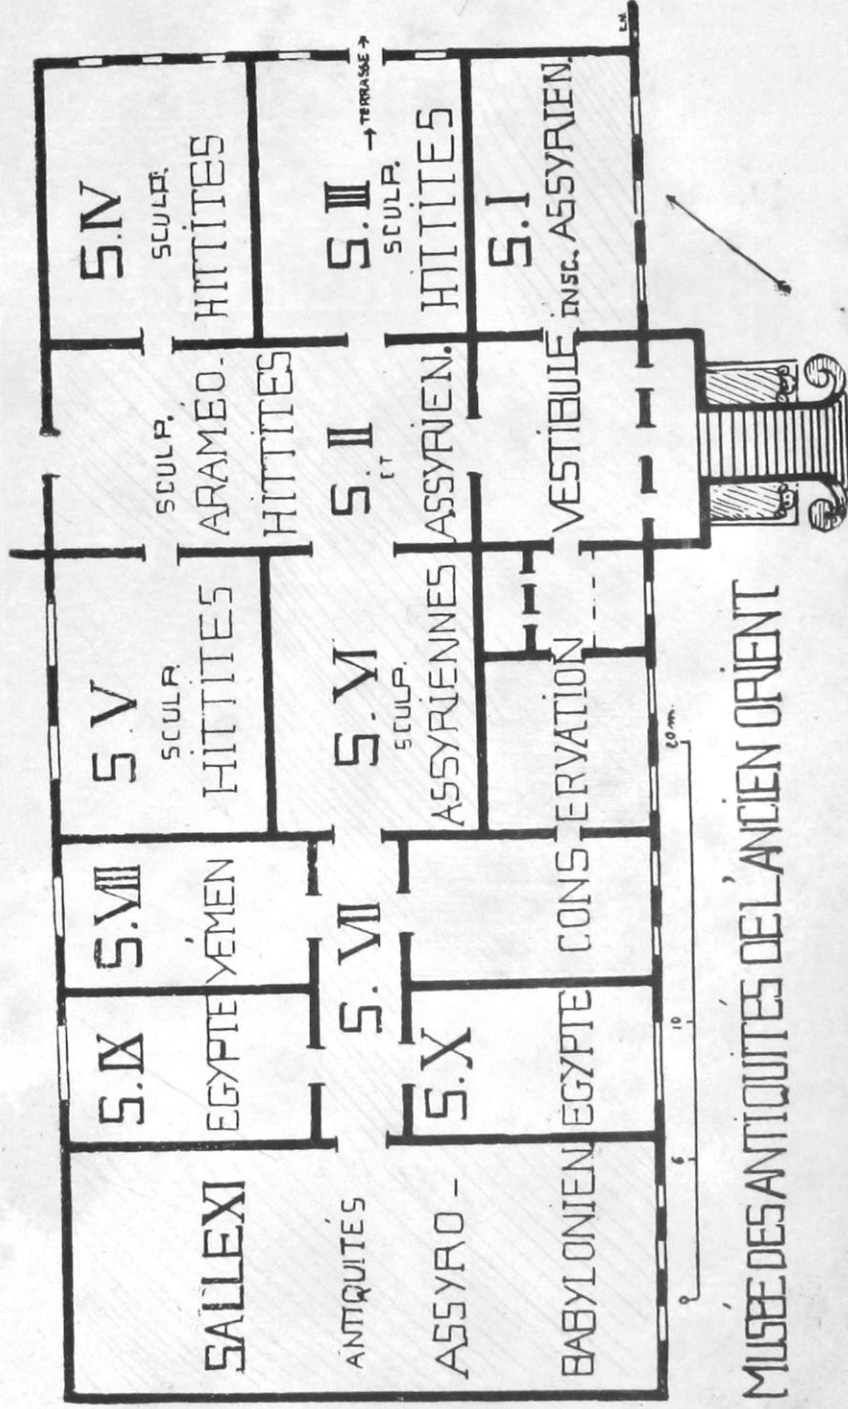 SALLE XI
ANTIQUITÉS
ASSYRO-
BABYLONIEN
S. IX
EGYPTE
S. VIII
YÉMEN
S. V
SCULP.
HITTITES
SCULP.
ARAMÉO-
HITTITES
S. IV
SCULP.
HITTITES
S. VII
S. VI
SCULP.
ASSYRIENNES
S. II
ET
ASSYRIEN.
S. III
SCULP.
HITTITES
→ TERRASSE →
S. X
EGYPTE
CONSERVATION
VESTIBULE
S. I
INSC. ASSYRIEN.
0 5 10 20m.
MUSÉE DES ANTIQUITÉS DE L'ANCIEN ORIENT